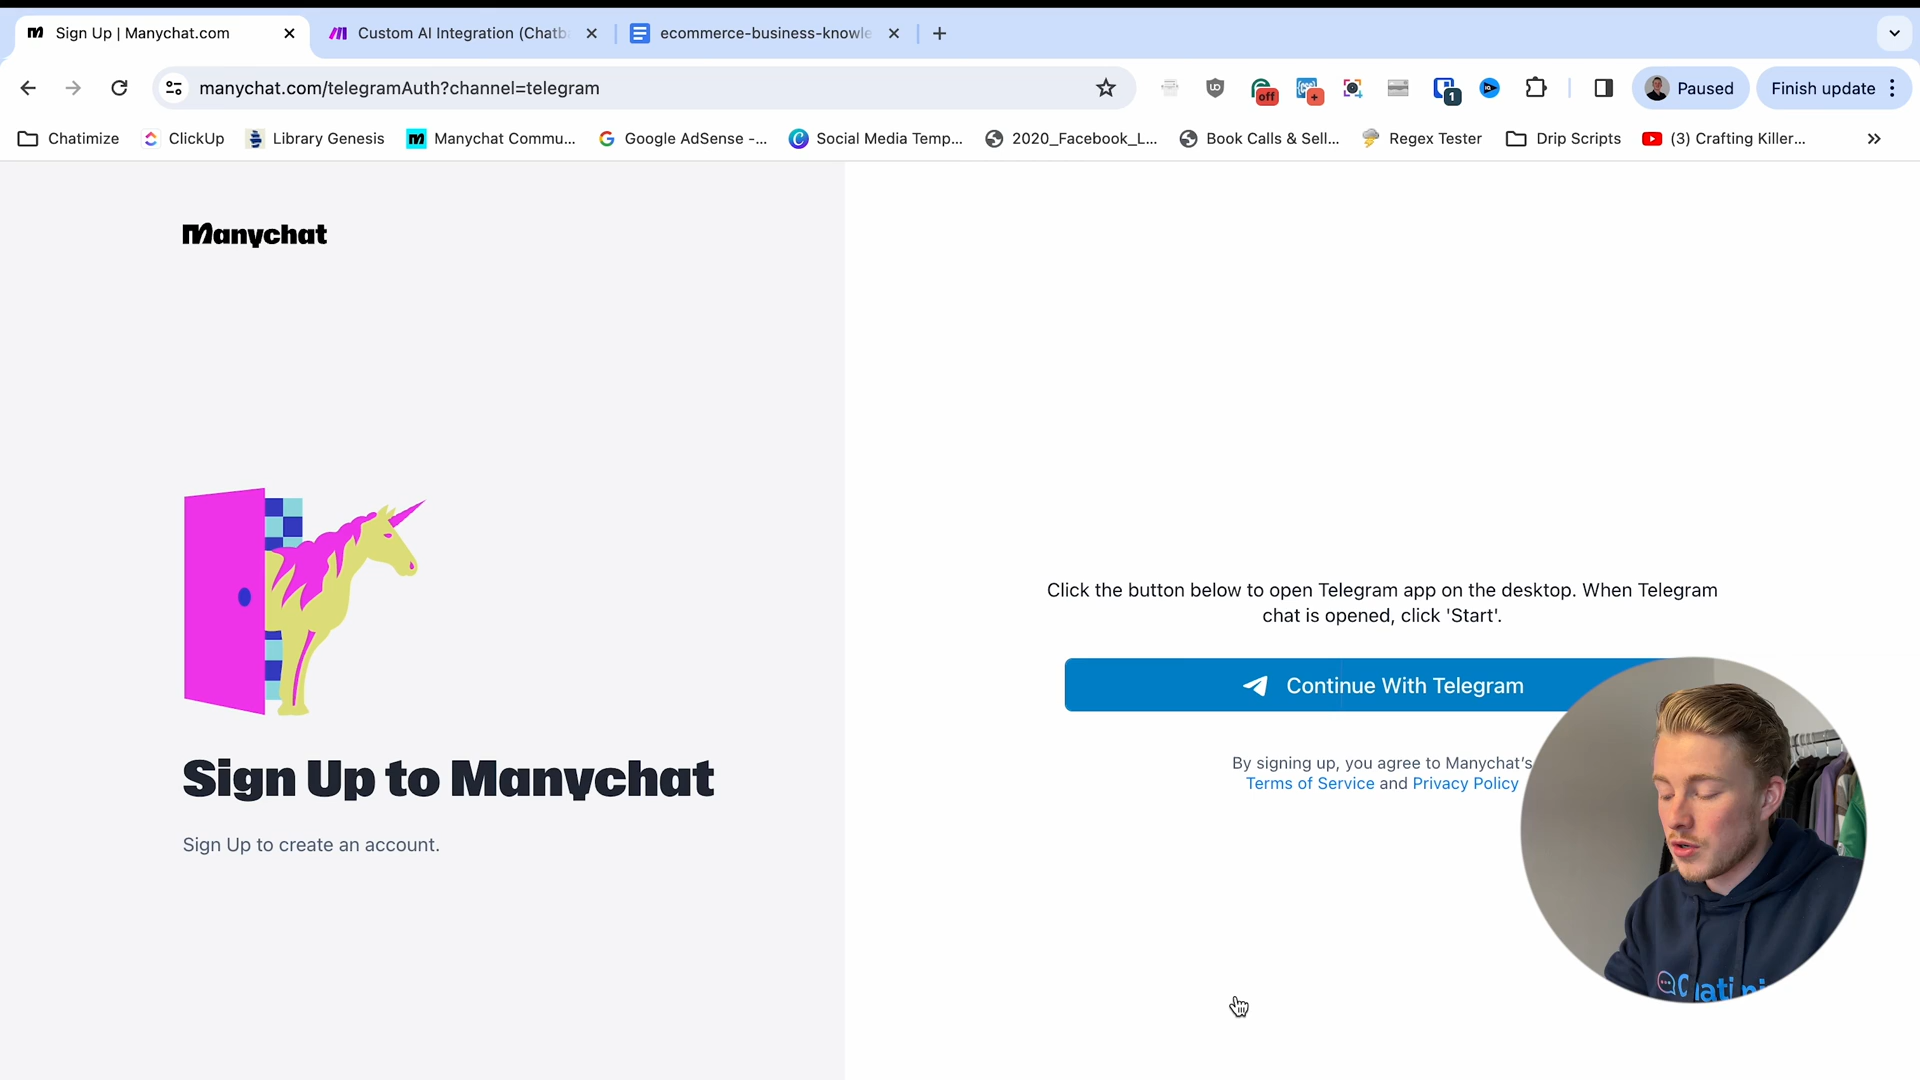 Sign Up | Manychat.com
Custom AI Integration (Chatb
ecommerce-business-knowle
manychat.com/telegramAuth?channel=telegram
off
+
1
Paused
Finish update
Chatimize
ClickUp
Library Genesis
Manychat Commu...
Google AdSense -...
Social Media Temp...
2020_Facebook_L...
Book Calls & Sell...
Regex Tester
Drip Scripts
(3) Crafting Killer...
Manychat
Click the button below to open Telegram app on the desktop. When Telegram
chat is opened, click 'Start'.
Continue With Telegram
By signing up, you agree to Manychat's
Terms of Service and Privacy Policy
Sign Up to Manychat
Sign Up to create an account.